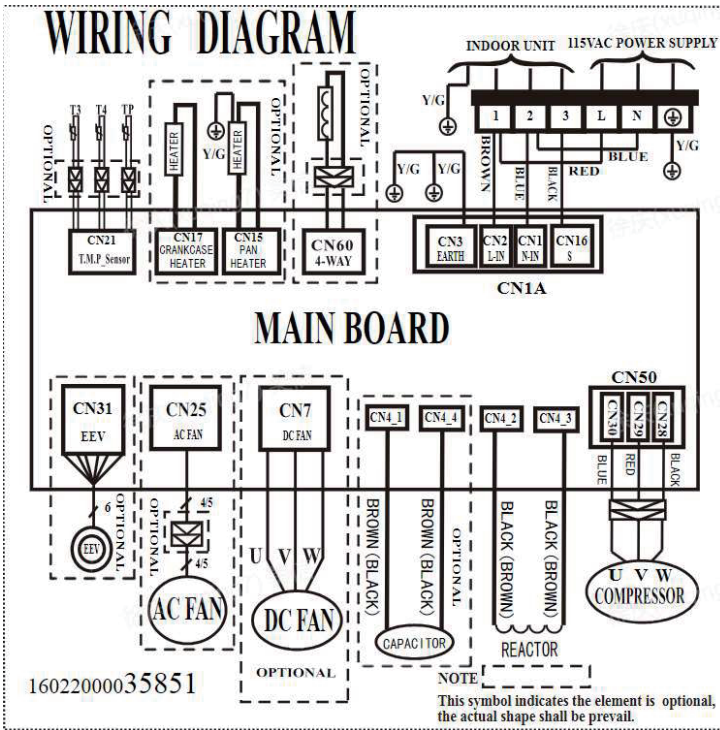 WIRING DIAGRAM
INDOOR UNIT
115VAC POWER SUPPLY
T3 T4 TP
OPTIONAL
HEATER
Y/G
HEATER
OPTIONAL
Y/G
1 2 3 L N
BROWN
BLUE
BLACK
RED
BLUE
Y/G
Y/G Y/G
CN21
T.M.P_Sensor
CN17
CRANKCASE
HEATER
CN15
PAN
HEATER
OPTIONAL
CN60
4-WAY
CN3
EARTH
CN2
L-IN
CN1
N-IN
CN16
S
CN1A
MAIN BOARD
CN31
EEV
6
EEV
OPTIONAL
CN25
AC FAN
4/5
4/5
OPTIONAL
AC FAN
CN7
DC FAN
U V W
DC FAN
OPTIONAL
CN4_1
CN4_4
BROWN(BLACK)
BROWN(BLACK)
OPTIONAL
CAPACITOR
CN4_2
CN4_3
BLACK(BROWN)
BLACK(BROWN)
REACTOR
CN50
CN30
CN29
CN28
BLUE
RED
BLACK
U V W
COMPRESSOR
16022000035851
NOTE
This symbol indicates the element is optional,
the actual shape shall be prevail.